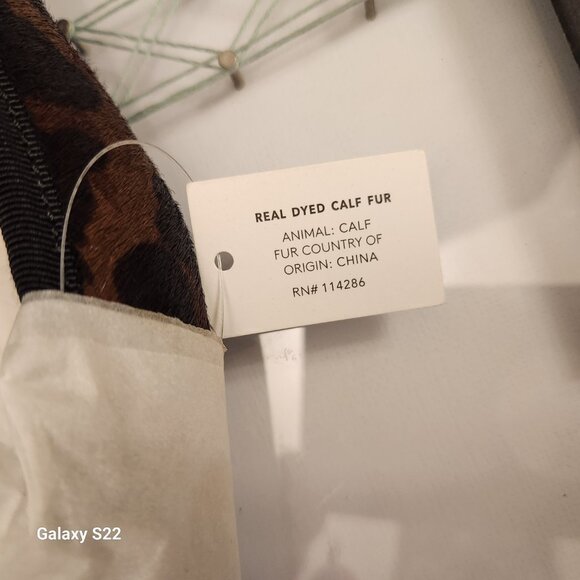 REAL DYED CALF FUR
ANIMAL: CALF
FUR COUNTRY OF
ORIGIN: CHINA
RN# 114286
Galaxy S22